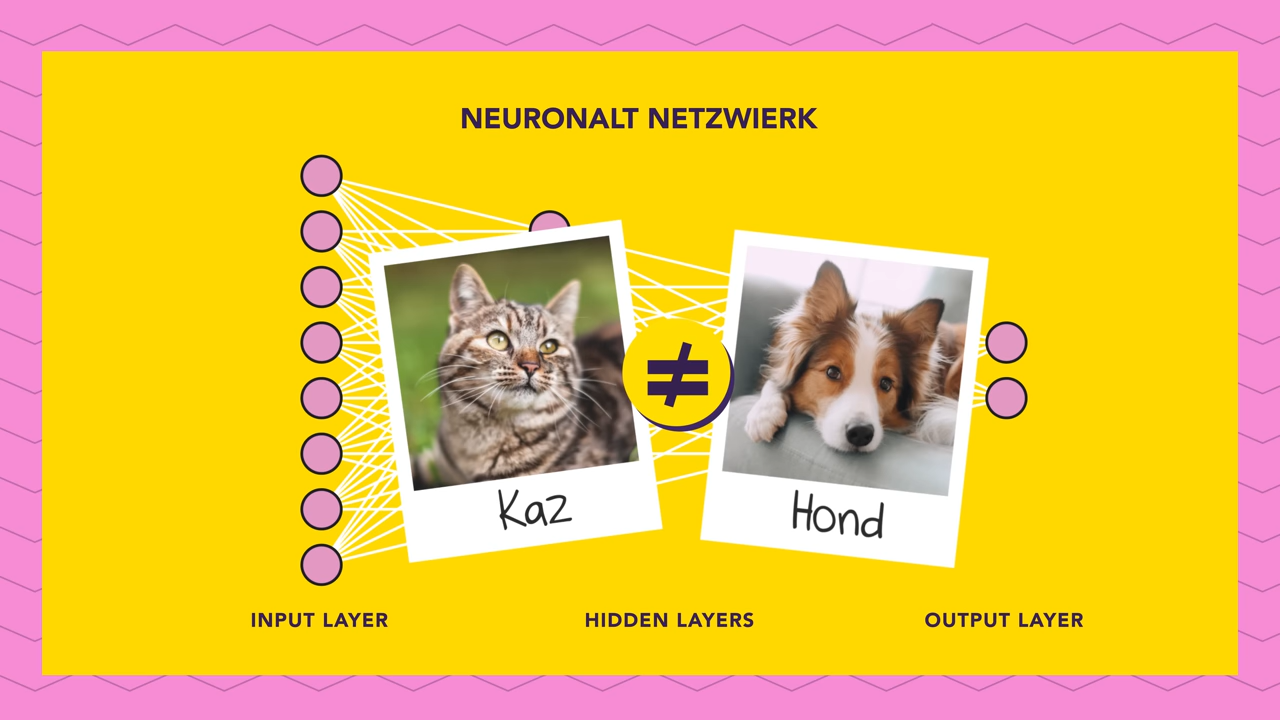 NEURONALT NETZWIERK
≠
Kaz
Hond
INPUT LAYER
HIDDEN LAYERS
OUTPUT LAYER